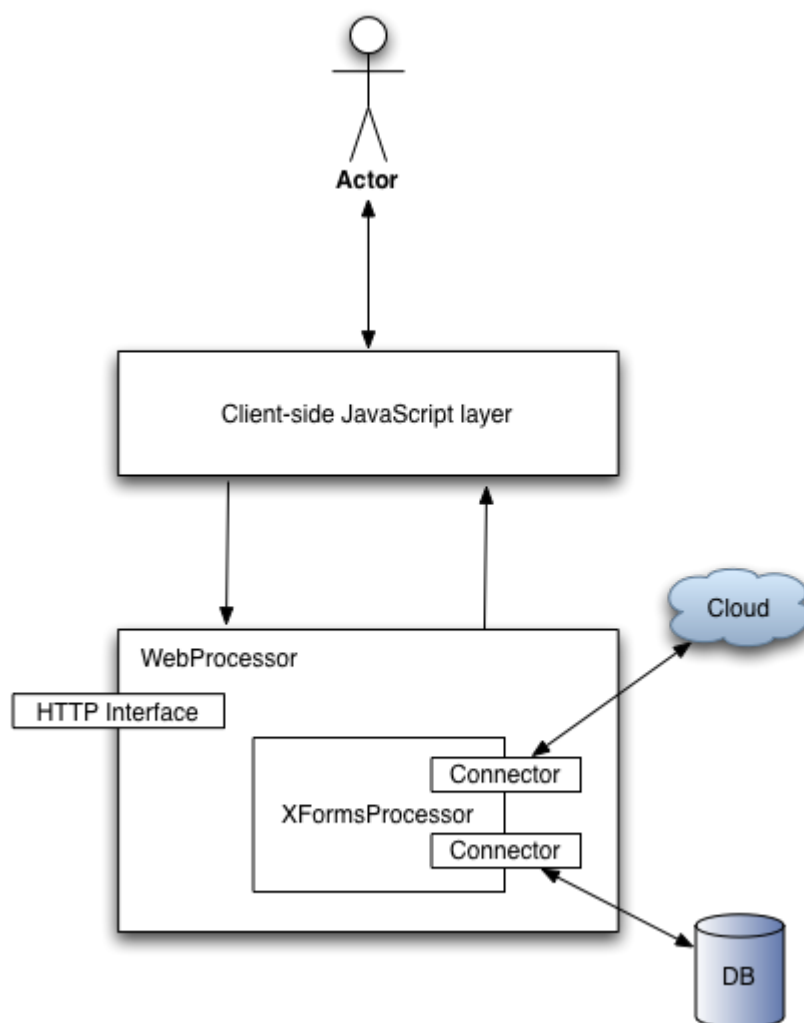 Actor
Client-side JavaScript layer
WebProcessor
Cloud
HTTP Interface
Connector
XFormsProcessor
Connector
DB